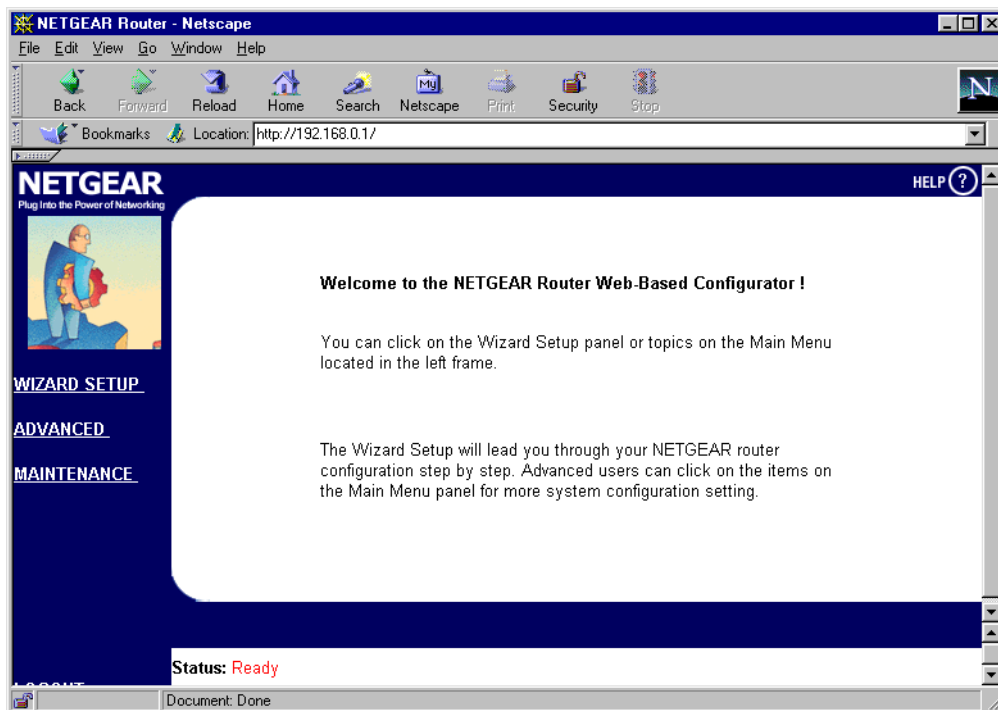 NETGEAR Router - Netscape
File Edit View Go Window Help
Back Forward Reload Home Search Netscape Print Security Stop
My
N
Bookmarks Location: http://192.168.0.1/
NETGEAR
Plug Into the Power of Networking
HELP ?
Welcome to the NETGEAR Router Web-Based Configurator !
You can click on the Wizard Setup panel or topics on the Main Menu
located in the left frame.
WIZARD SETUP
ADVANCED
MAINTENANCE
The Wizard Setup will lead you through your NETGEAR router
configuration step by step. Advanced users can click on the items on
the Main Menu panel for more system configuration setting.
Status: Ready
LOGOUT
Document: Done